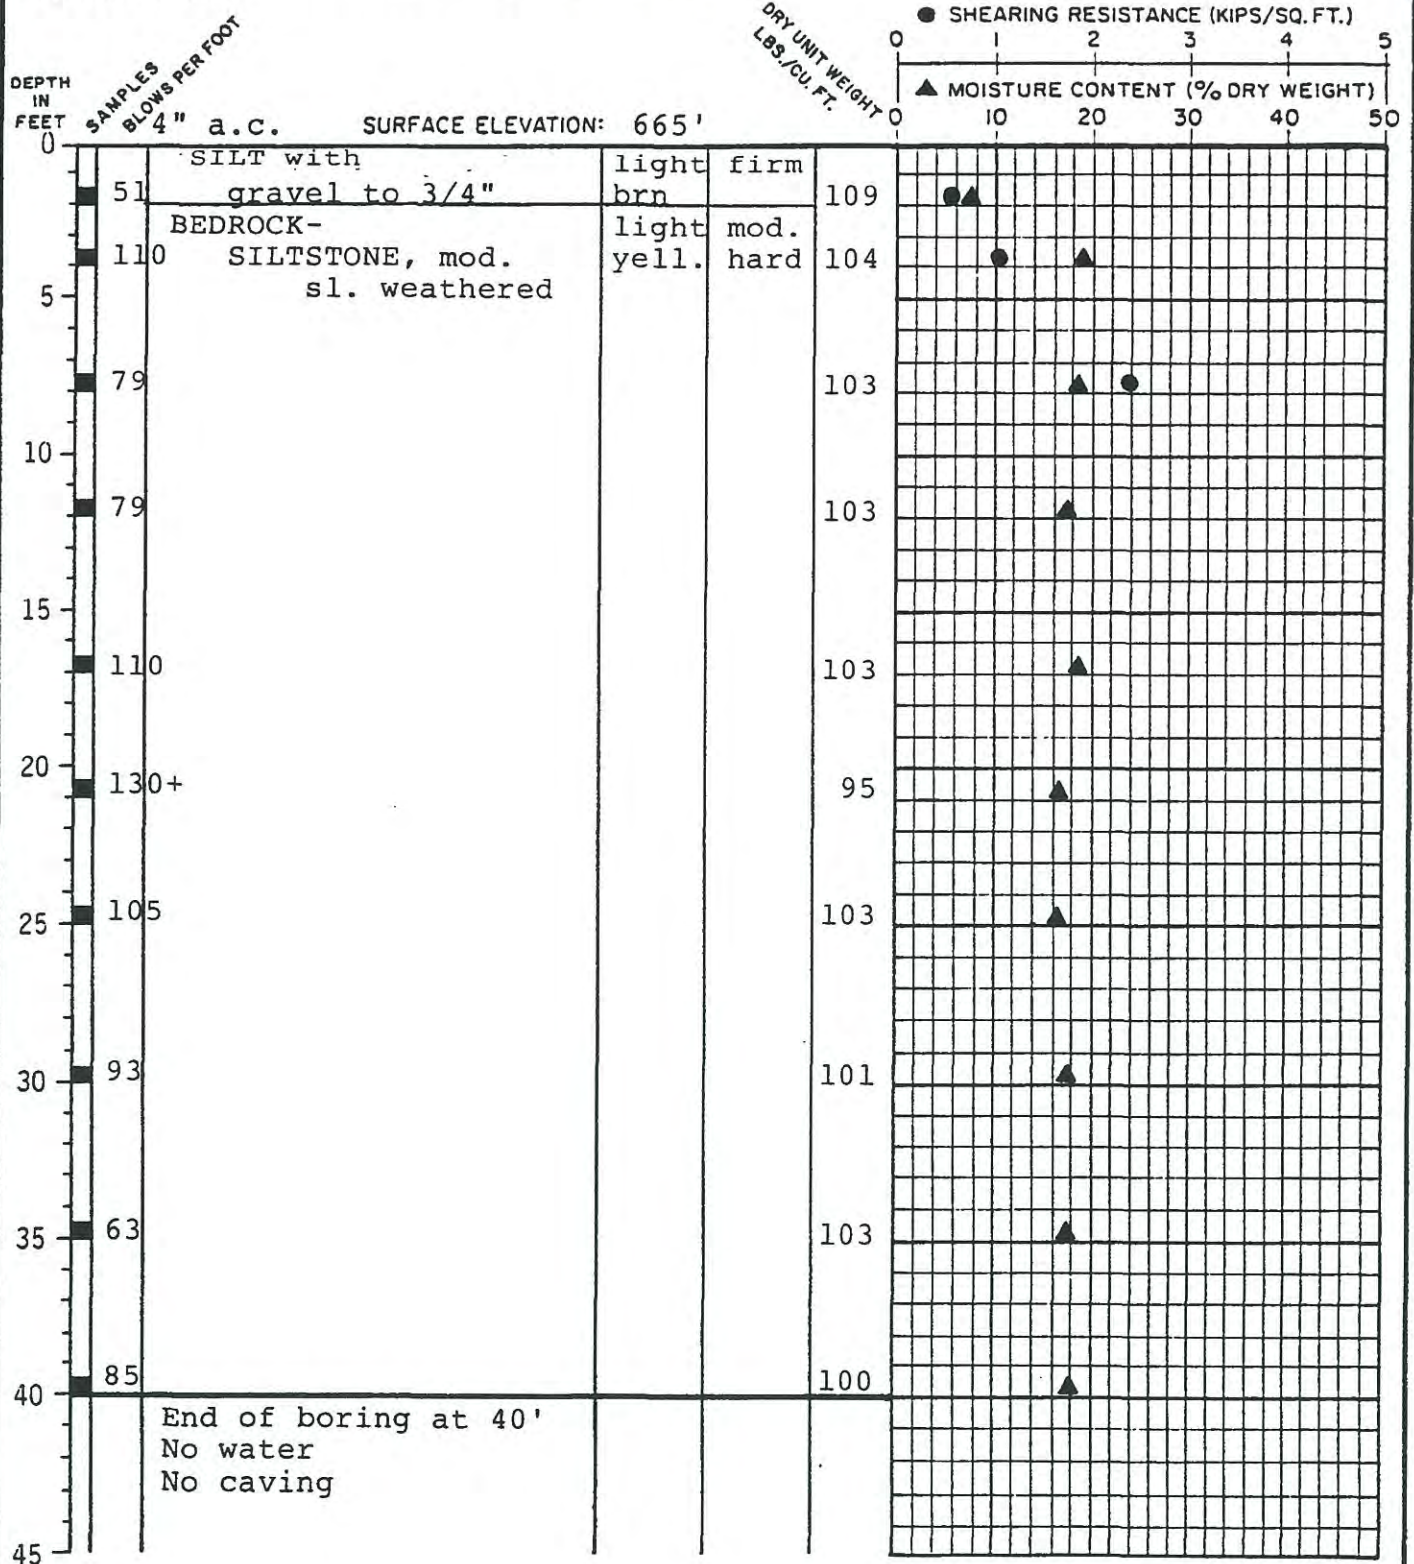 ● SHEARING RESISTANCE (KIPS/SQ. FT.)
0 1 2 3 4 5
▲ MOISTURE CONTENT (% DRY WEIGHT)
0 10 20 30 40 50
DEPTH
IN
FEET
SAMPLES
BLOWS PER FOOT
DRY UNIT WEIGHT
LBS./CU. FT.
4" a.c. SURFACE ELEVATION: 665'
0
SILT with light firm
51 gravel to 3/4" brn 109
BEDROCK- light mod.
110 SILTSTONE, mod. yell. hard 104
sl. weathered
5
79 103
10
79 103
15
110 103
20
130+ 95
105 103
25
93 101
30
63 103
35
85 100
40
End of boring at 40'
No water
No caving
45